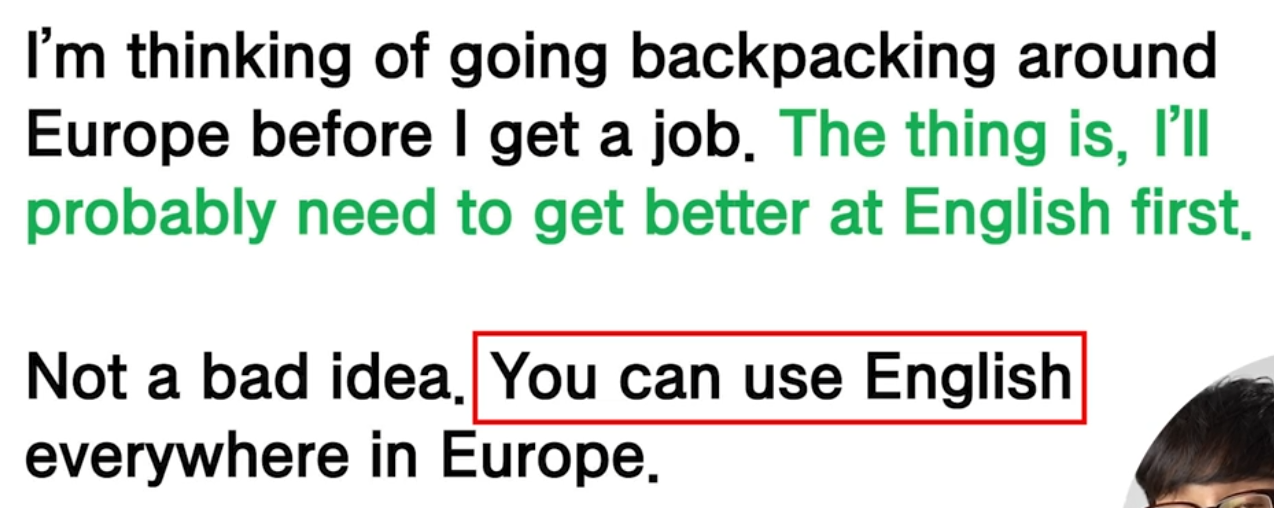 I’m thinking of going backpacking around
Europe before I get a job. The thing is, I’ll
probably need to get better at English first.
Not a bad idea. You can use English
everywhere in Europe.